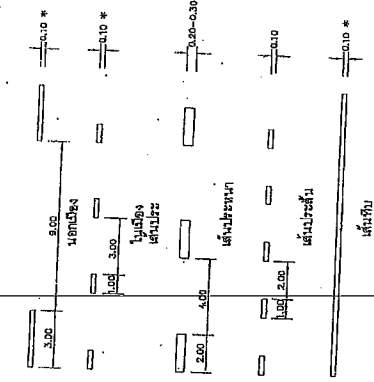 0.10 *
3.00
9.00
นอกเมือง
0.10 *
1.00
3.00
ในเมือง
เส้นประ
0.20-0.30
2.00
4.00
เส้นประหนา
0.10
1.00
2.00
เส้นประสั้น
0.10 *
เส้นทึบ